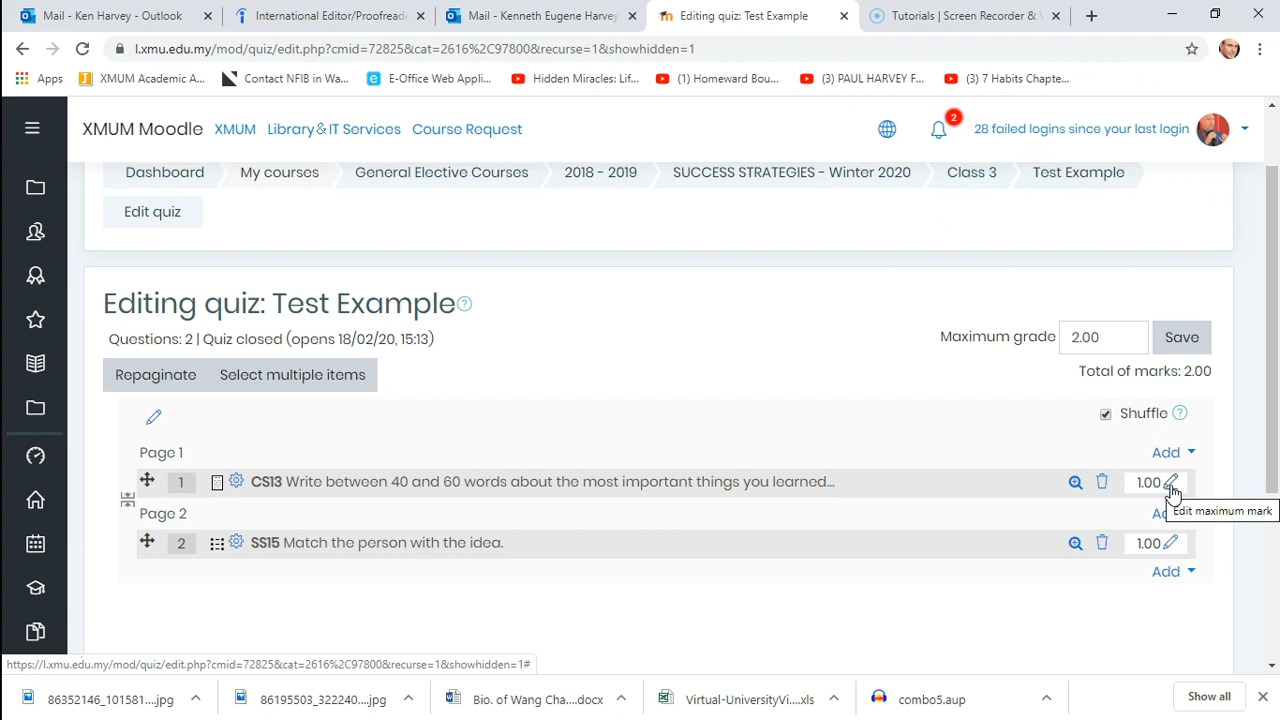 Mail - Ken Harvey - Outlook
International Editor/Proofreade
Mail - Kenneth Eugene Harvey
Editing quiz: Test Example
Tutorials | Screen Recorder & V
l.xmu.edu.my/mod/quiz/edit.php?cmid=72825&cat=2616%2C97800&recurse=1&showhidden=1
Apps
XMUM Academic A...
Contact NFIB in Wa...
E-Office Web Appli...
Hidden Miracles: Lif...
(1) Homeward Bou...
(3) PAUL HARVEY F...
(3) 7 Habits Chapte...
XMUM Moodle
XMUM
Library&IT Services
Course Request
2
28 failed logins since your last login
Dashboard
My courses
General Elective Courses
2018 - 2019
SUCCESS STRATEGIES - Winter 2020
Class 3
Test Example
Edit quiz
Editing quiz: Test Example
Questions: 2 | Quiz closed (opens 18/02/20, 15:13)
Maximum grade
2.00
Save
Total of marks: 2.00
Repaginate
Select multiple items
Shuffle
Page 1
Add
1
CS13 Write between 40 and 60 words about the most important things you learned...
1.00
Edit maximum mark
Page 2
2
SS15 Match the person with the idea.
1.00
Add
https://l.xmu.edu.my/mod/quiz/edit.php?cmid=72825&cat=2616%2C97800&recurse=1&showhidden=1#
86352146_101581....jpg
86195503_322240....jpg
Bio. of Wang Cha....docx
Virtual-UniversityVi....xls
combo5.aup
Show all